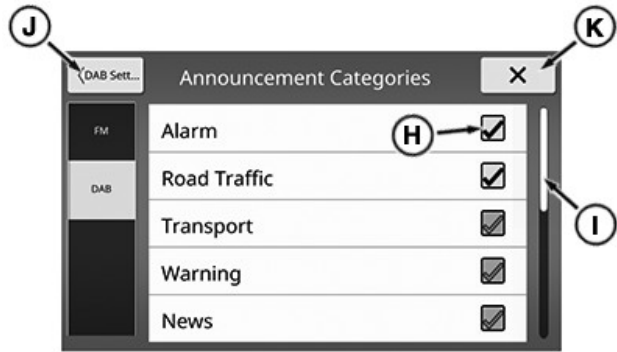 J
K
DAB Sett...
Announcement Categories
FM
Alarm
H
DAB
Road Traffic
I
Transport
Warning
News